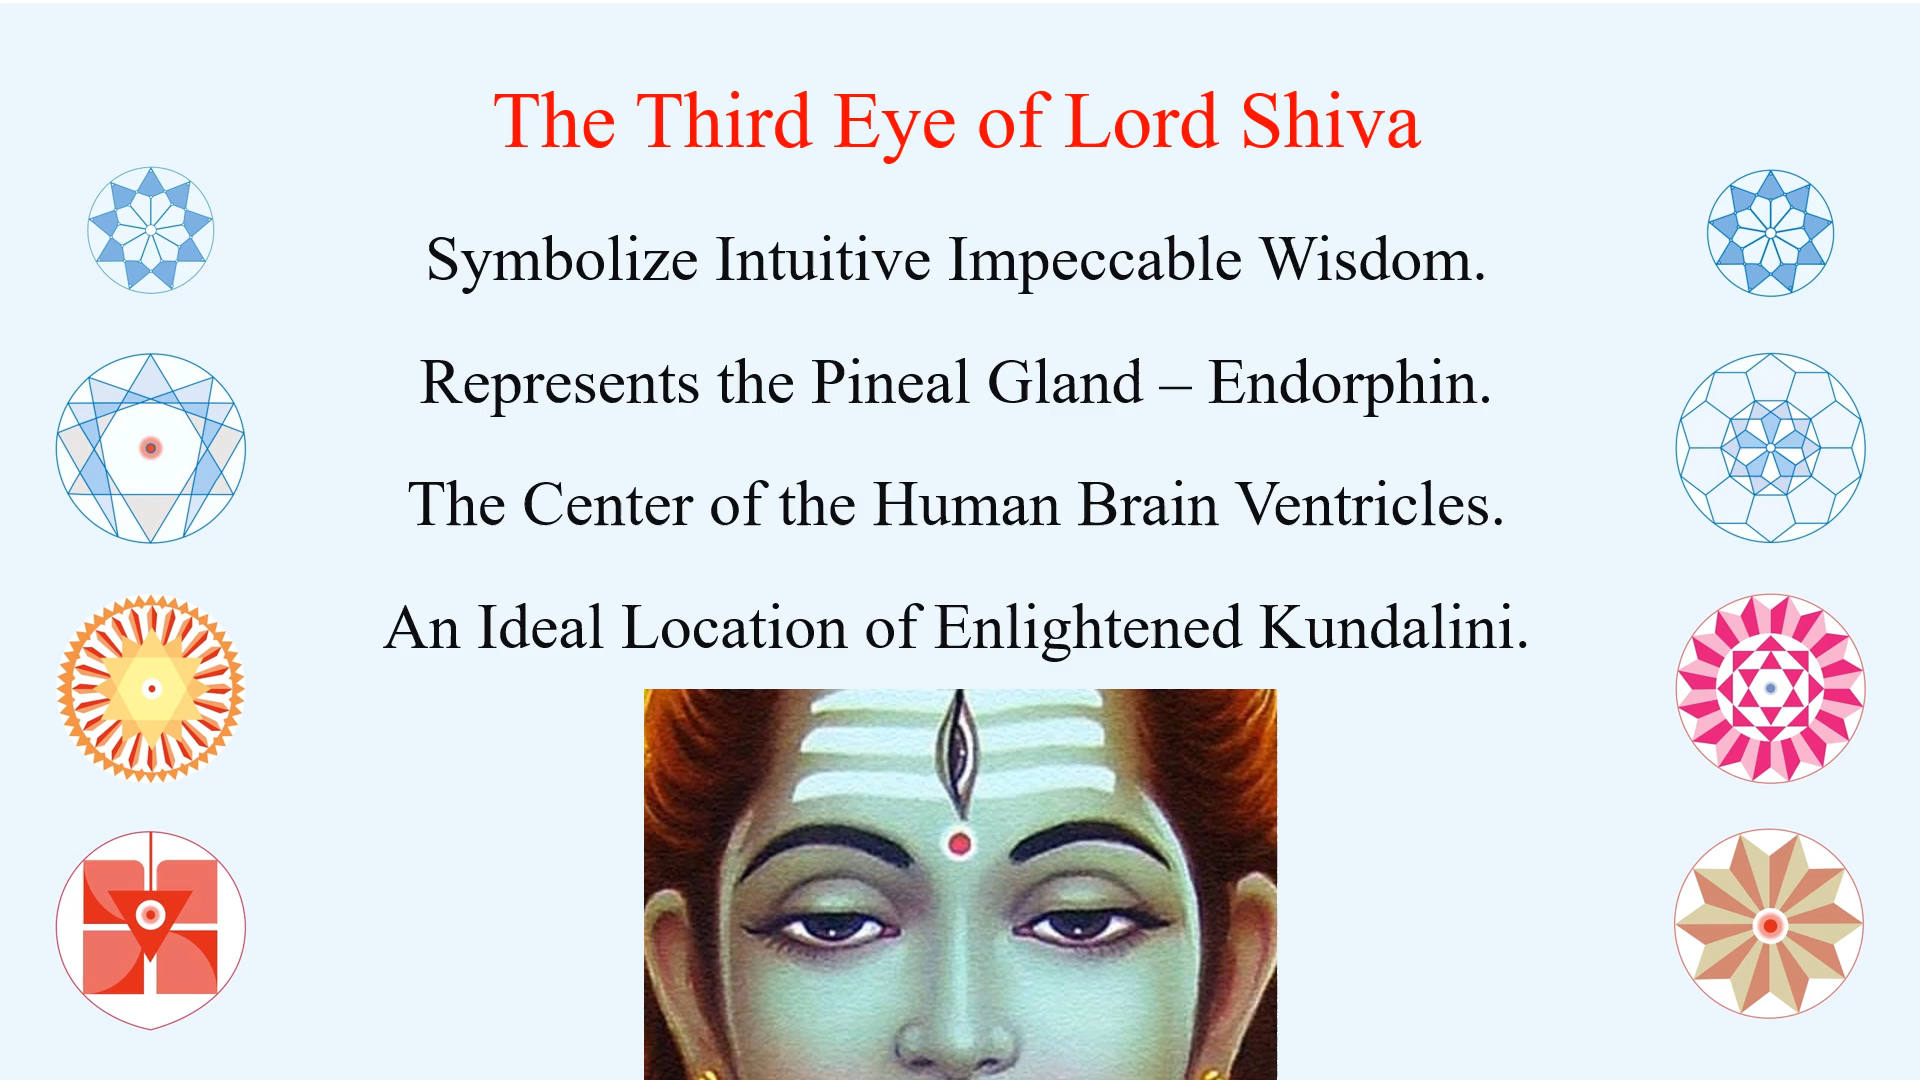 The Third Eye of Lord Shiva
Symbolize Intuitive Impeccable Wisdom.
Represents the Pineal Gland – Endorphin.
The Center of the Human Brain Ventricles.
An Ideal Location of Enlightened Kundalini.